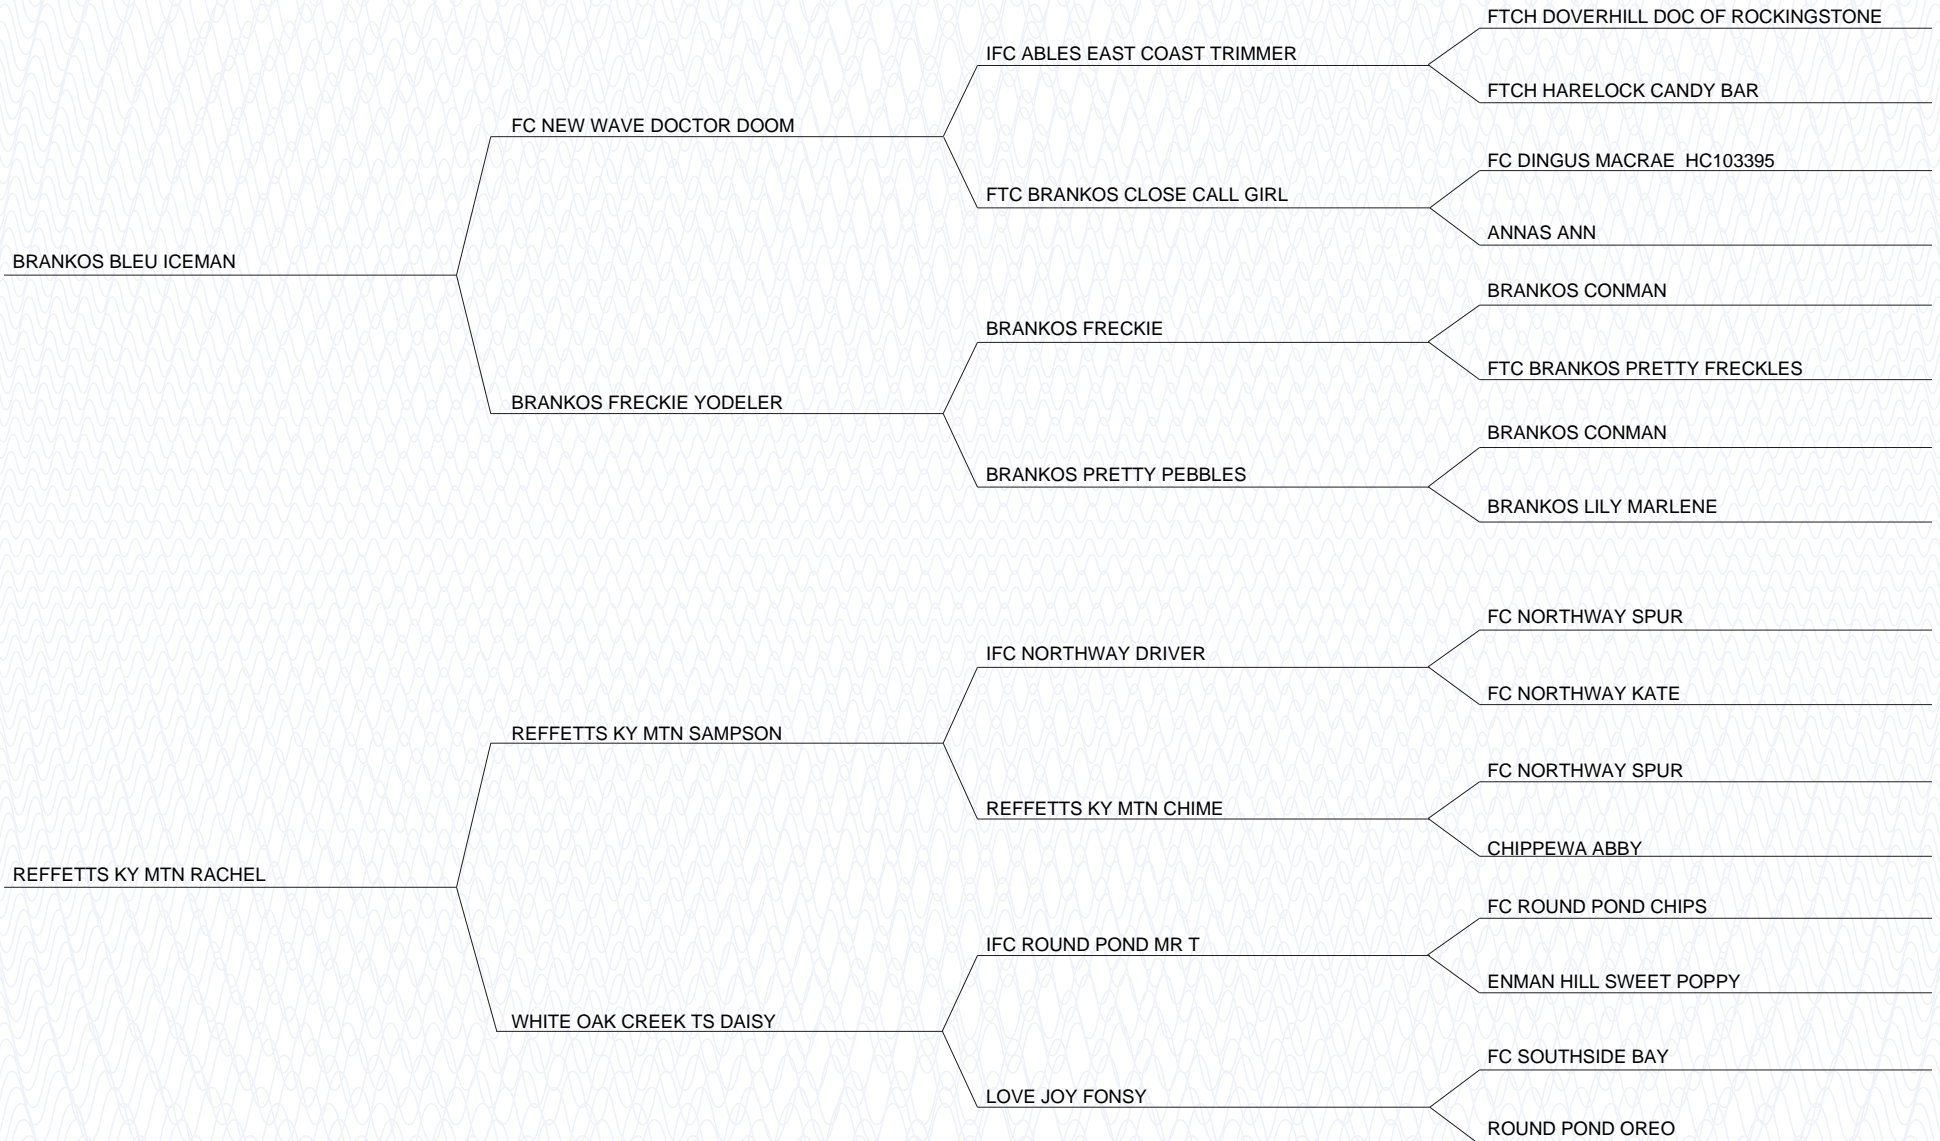 FTCH DOVERHILL DOC OF ROCKINGSTONE
IFC ABLES EAST COAST TRIMMER
FTCH HARELOCK CANDY BAR
FC NEW WAVE DOCTOR DOOM
FC DINGUS MACRAE  HC103395
FTC BRANKOS CLOSE CALL GIRL
ANNAS ANN
BRANKOS BLEU ICEMAN
BRANKOS CONMAN
BRANKOS FRECKIE
FTC BRANKOS PRETTY FRECKLES
BRANKOS FRECKIE YODELER
BRANKOS CONMAN
BRANKOS PRETTY PEBBLES
BRANKOS LILY MARLENE
FC NORTHWAY SPUR
IFC NORTHWAY DRIVER
FC NORTHWAY KATE
REFFETTS KY MTN SAMPSON
FC NORTHWAY SPUR
REFFETTS KY MTN CHIME
CHIPPEWA ABBY
REFFETTS KY MTN RACHEL
FC ROUND POND CHIPS
IFC ROUND POND MR T
ENMAN HILL SWEET POPPY
WHITE OAK CREEK TS DAISY
FC SOUTHSIDE BAY
LOVE JOY FONSY
ROUND POND OREO